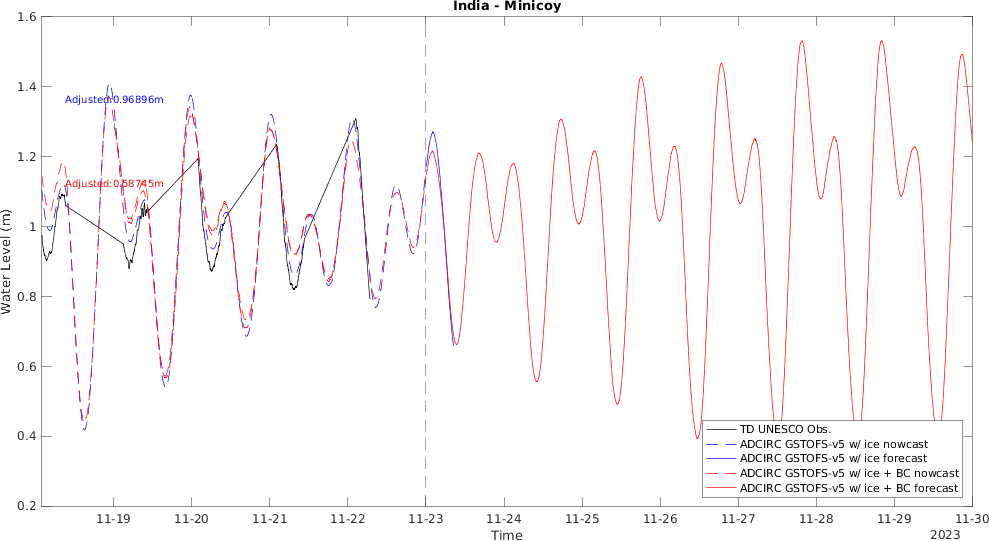 India - Minicoy
1.6
1.4
1.2
1
0.8
0.6
0.4
0.2
Water Level (m)
Adjusted:0.96896m
Adjusted:0.58745m
TD UNESCO Obs.
ADCIRC GSTOFS-v5 w/ ice nowcast
ADCIRC GSTOFS-v5 w/ ice forecast
ADCIRC GSTOFS-v5 w/ ice + BC nowcast
ADCIRC GSTOFS-v5 w/ ice + BC forecast
11-19 11-20 11-21 11-22 11-23 11-24 11-25 11-26 11-27 11-28 11-29 11-30
Time
2023